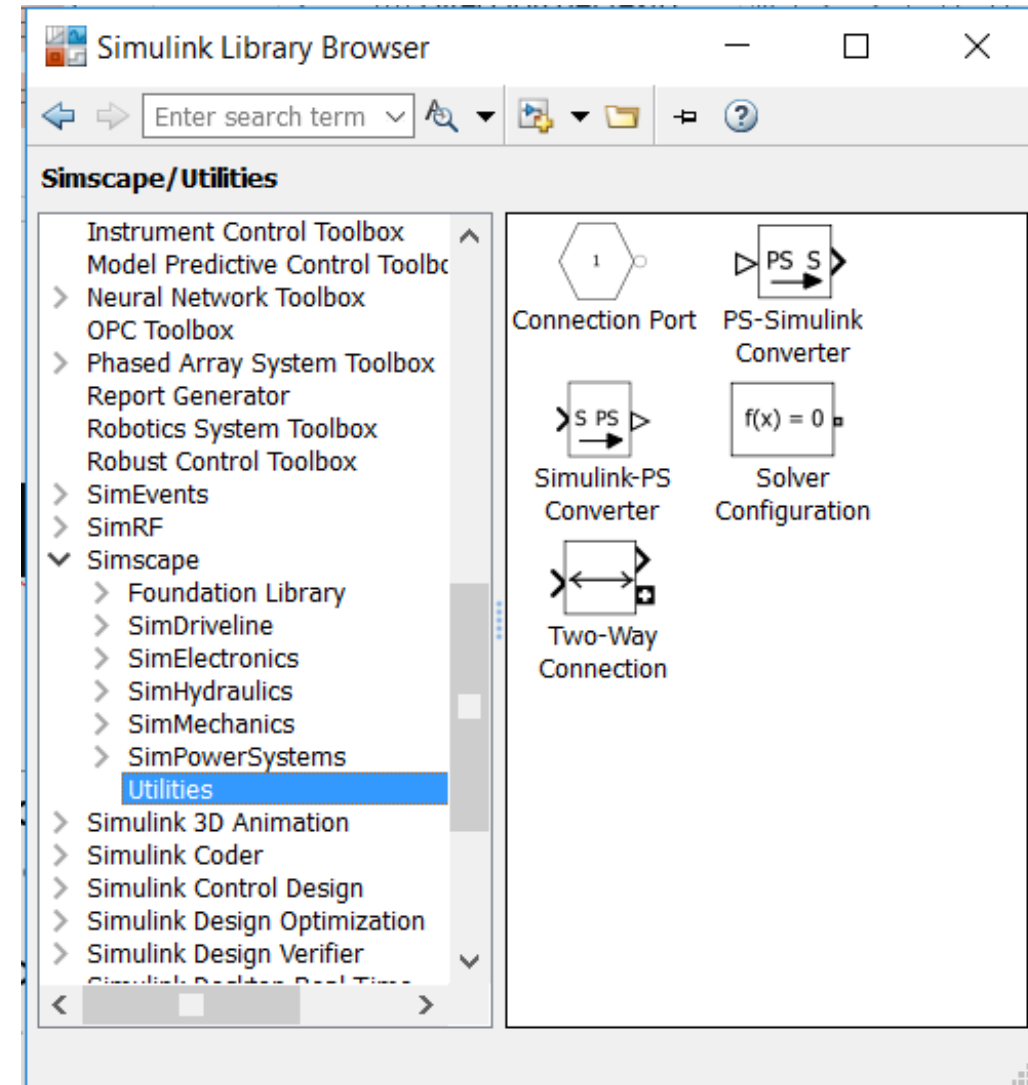 Simulink Library Browser
Enter search term
Simscape/Utilities
Instrument Control Toolbox
Model Predictive Control Toolbo
Neural Network Toolbox
OPC Toolbox
Phased Array System Toolbox
Report Generator
Robotics System Toolbox
Robust Control Toolbox
SimEvents
SimRF
Simscape
Foundation Library
SimDriveline
SimElectronics
SimHydraulics
SimMechanics
SimPowerSystems
Utilities
Simulink 3D Animation
Simulink Coder
Simulink Control Design
Simulink Design Optimization
Simulink Design Verifier
1
Connection Port
PS S
PS-Simulink
Converter
S PS
Simulink-PS
Converter
f(x) = 0
Solver
Configuration
Two-Way
Connection